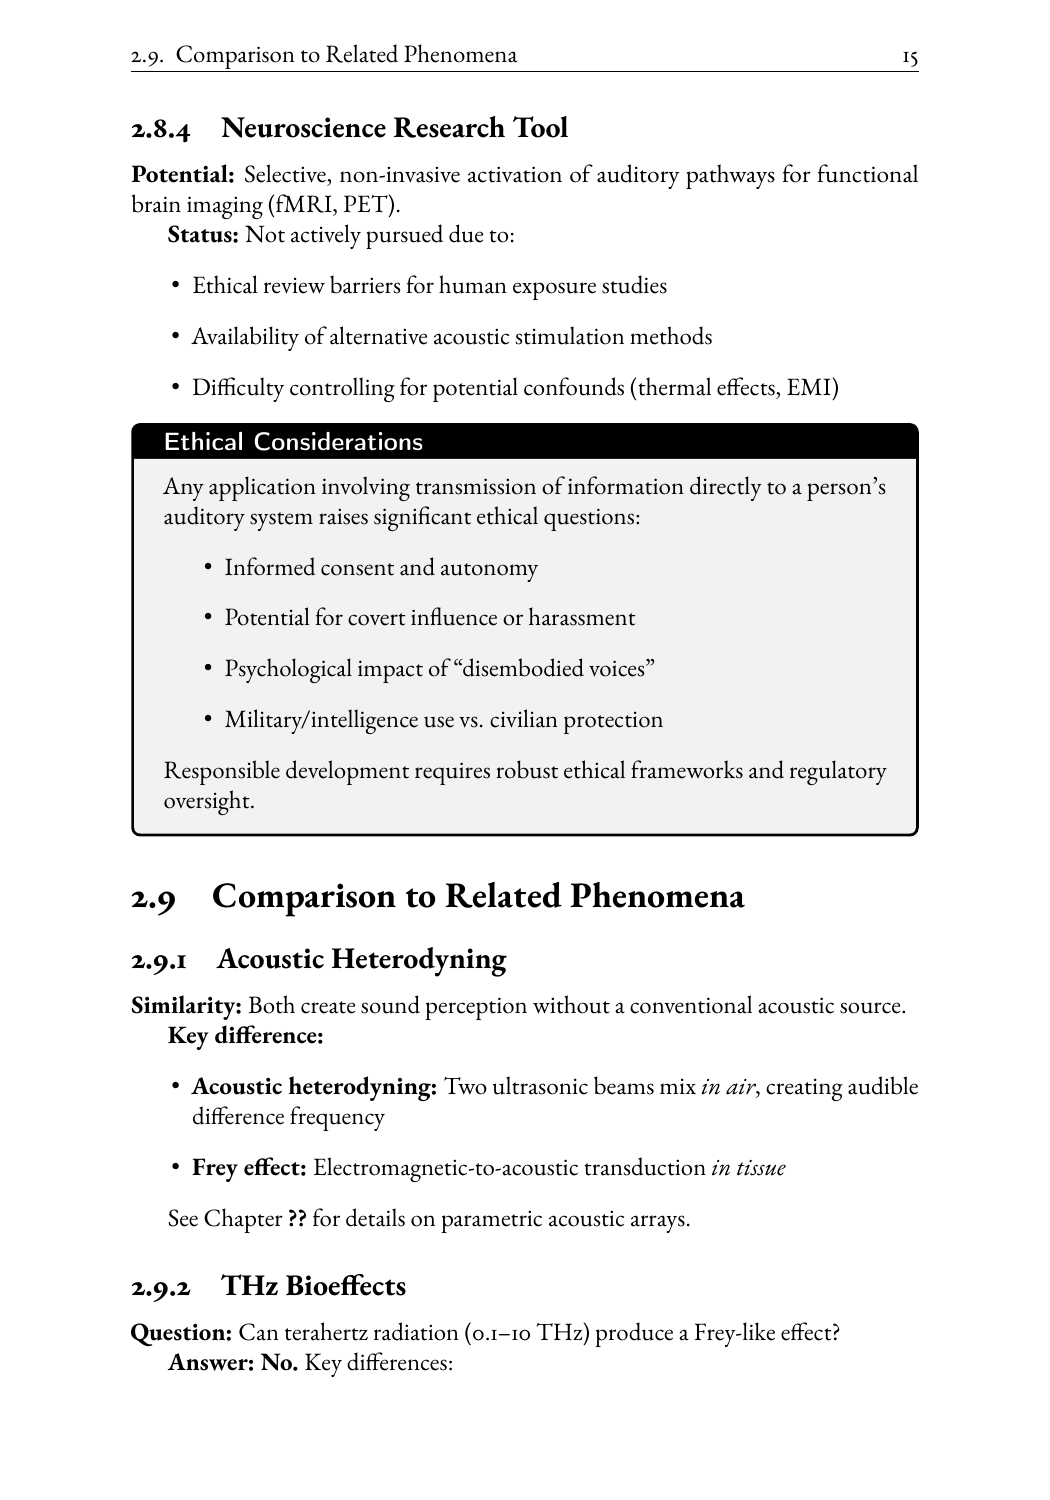 2.9. Comparison to Related Phenomena 15
2.8.4 Neuroscience Research Tool
Potential: Selective, non-invasive activation of auditory pathways for functional
brain imaging (fMRI, PET).
Status: Not actively pursued due to:
• Ethical review barriers for human exposure studies
• Availability of alternative acoustic stimulation methods
• Difficulty controlling for potential confounds (thermal effects, EMI)
Ethical Considerations
Any application involving transmission of information directly to a person’s
auditory system raises significant ethical questions:
• Informed consent and autonomy
• Potential for covert influence or harassment
• Psychological impact of “disembodied voices”
• Military/intelligence use vs. civilian protection
Responsible development requires robust ethical frameworks and regulatory
oversight.
2.9 Comparison to Related Phenomena
2.9.1 Acoustic Heterodyning
Similarity: Both create sound perception without a conventional acoustic source.
Key difference:
• Acoustic heterodyning: Two ultrasonic beams mix in air, creating audible
difference frequency
• Frey effect: Electromagnetic-to-acoustic transduction in tissue
See Chapter ?? for details on parametric acoustic arrays.
2.9.2 THz Bioeffects
Question: Can terahertz radiation (0.1–10 THz) produce a Frey-like effect?
Answer: No. Key differences: